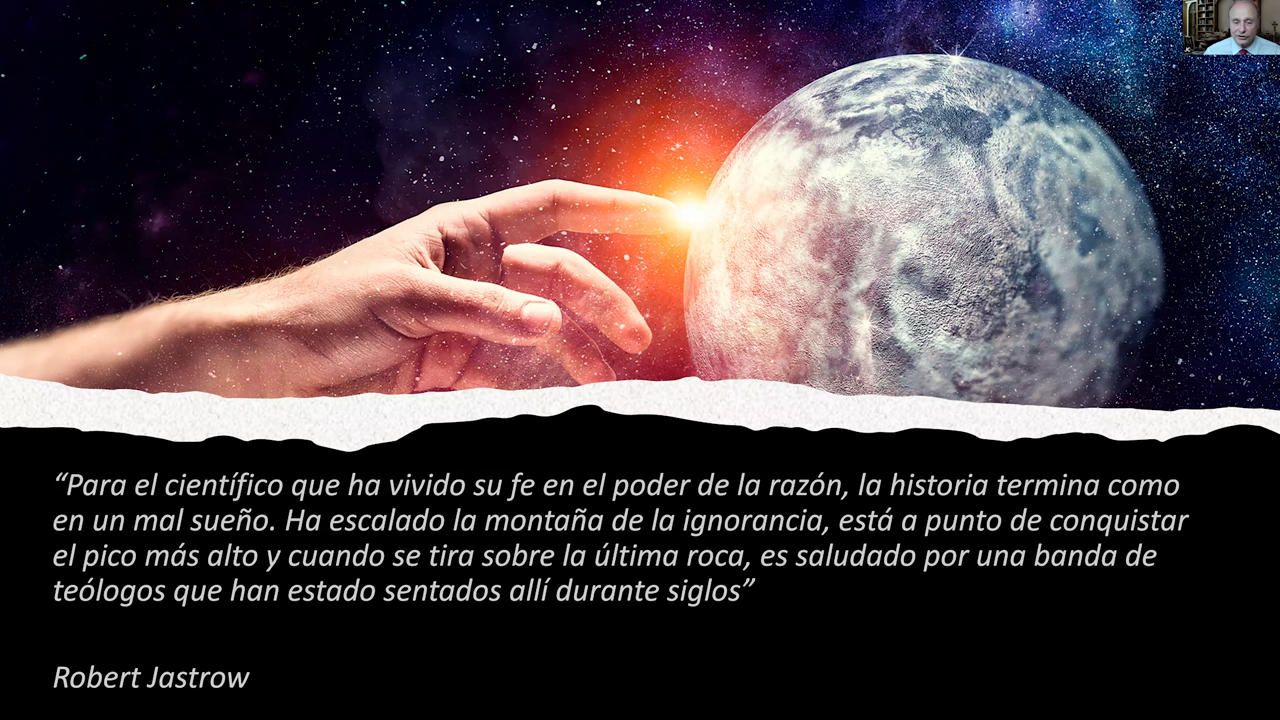 “Para el científico que ha vivido su fe en el poder de la razón, la historia termina como
en un mal sueño. Ha escalado la montaña de la ignorancia, está a punto de conquistar
el pico más alto y cuando se tira sobre la última roca, es saludado por una banda de
teólogos que han estado sentados allí durante siglos”
Robert Jastrow